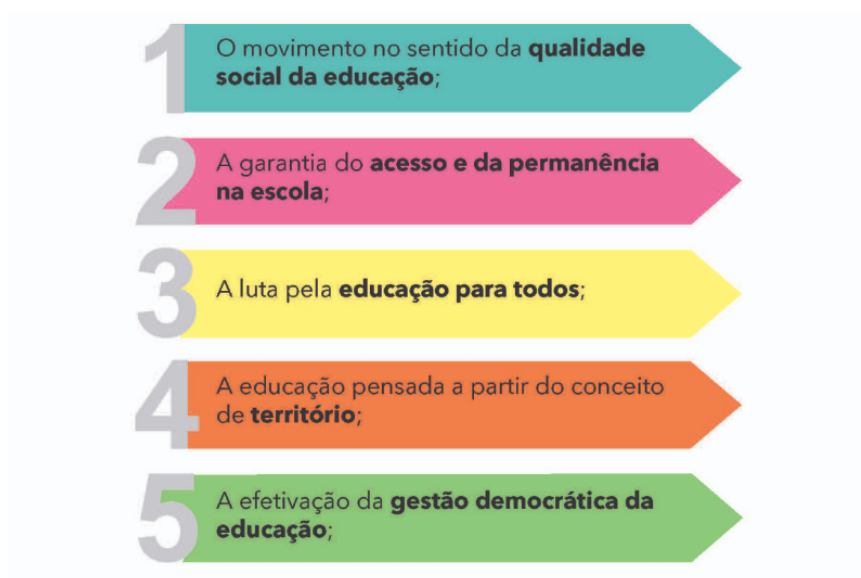 1
O movimento no sentido da qualidade
social da educação;
2
A garantia do acesso e da permanência
na escola;
3
A luta pela educação para todos;
4
A educação pensada a partir do conceito
de território;
5
A efetivação da gestão democrática da
educação;